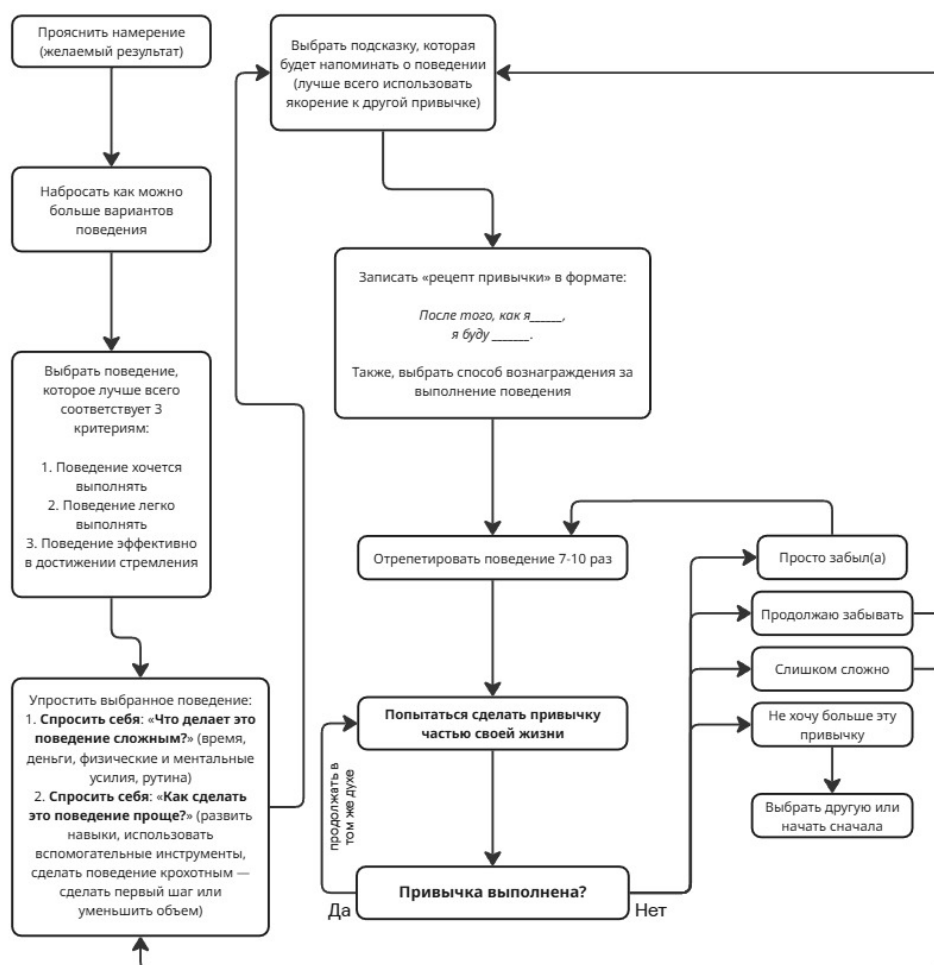 Прояснить намерение
(желаемый результат)
Набросать как можно
больше вариантов
поведения
Выбрать поведение,
которое лучше всего
соответствует 3
критериям:
1. Поведение хочется
выполнять
2. Поведение легко
выполнять
3. Поведение эффективно
в достижении стремления
Упростить выбранное поведение:
1. Спросить себя: «Что делает это
поведение сложным?» (время,
деньги, физические и ментальные
усилия, рутина)
2. Спросить себя: «Как сделать
это поведение проще?» (развить
навыки, использовать
вспомогательные инструменты,
сделать поведение крохотным —
сделать первый шаг или
уменьшить объем)
Выбрать подсказку, которая
будет напоминать о поведении
(лучше всего использовать
якорение к другой привычке)
Записать «рецепт привычки» в формате:
После того, как я______,
я буду _______.
Также, выбрать способ вознаграждения за
выполнение поведения
Отрепетировать поведение 7-10 раз
Попытаться сделать привычку
частью своей жизни
продолжать в
том же духе
Привычка выполнена?
Да
Нет
Просто забыл(а)
Продолжаю забывать
Слишком сложно
Не хочу больше эту
привычку
Выбрать другую или
начать сначала